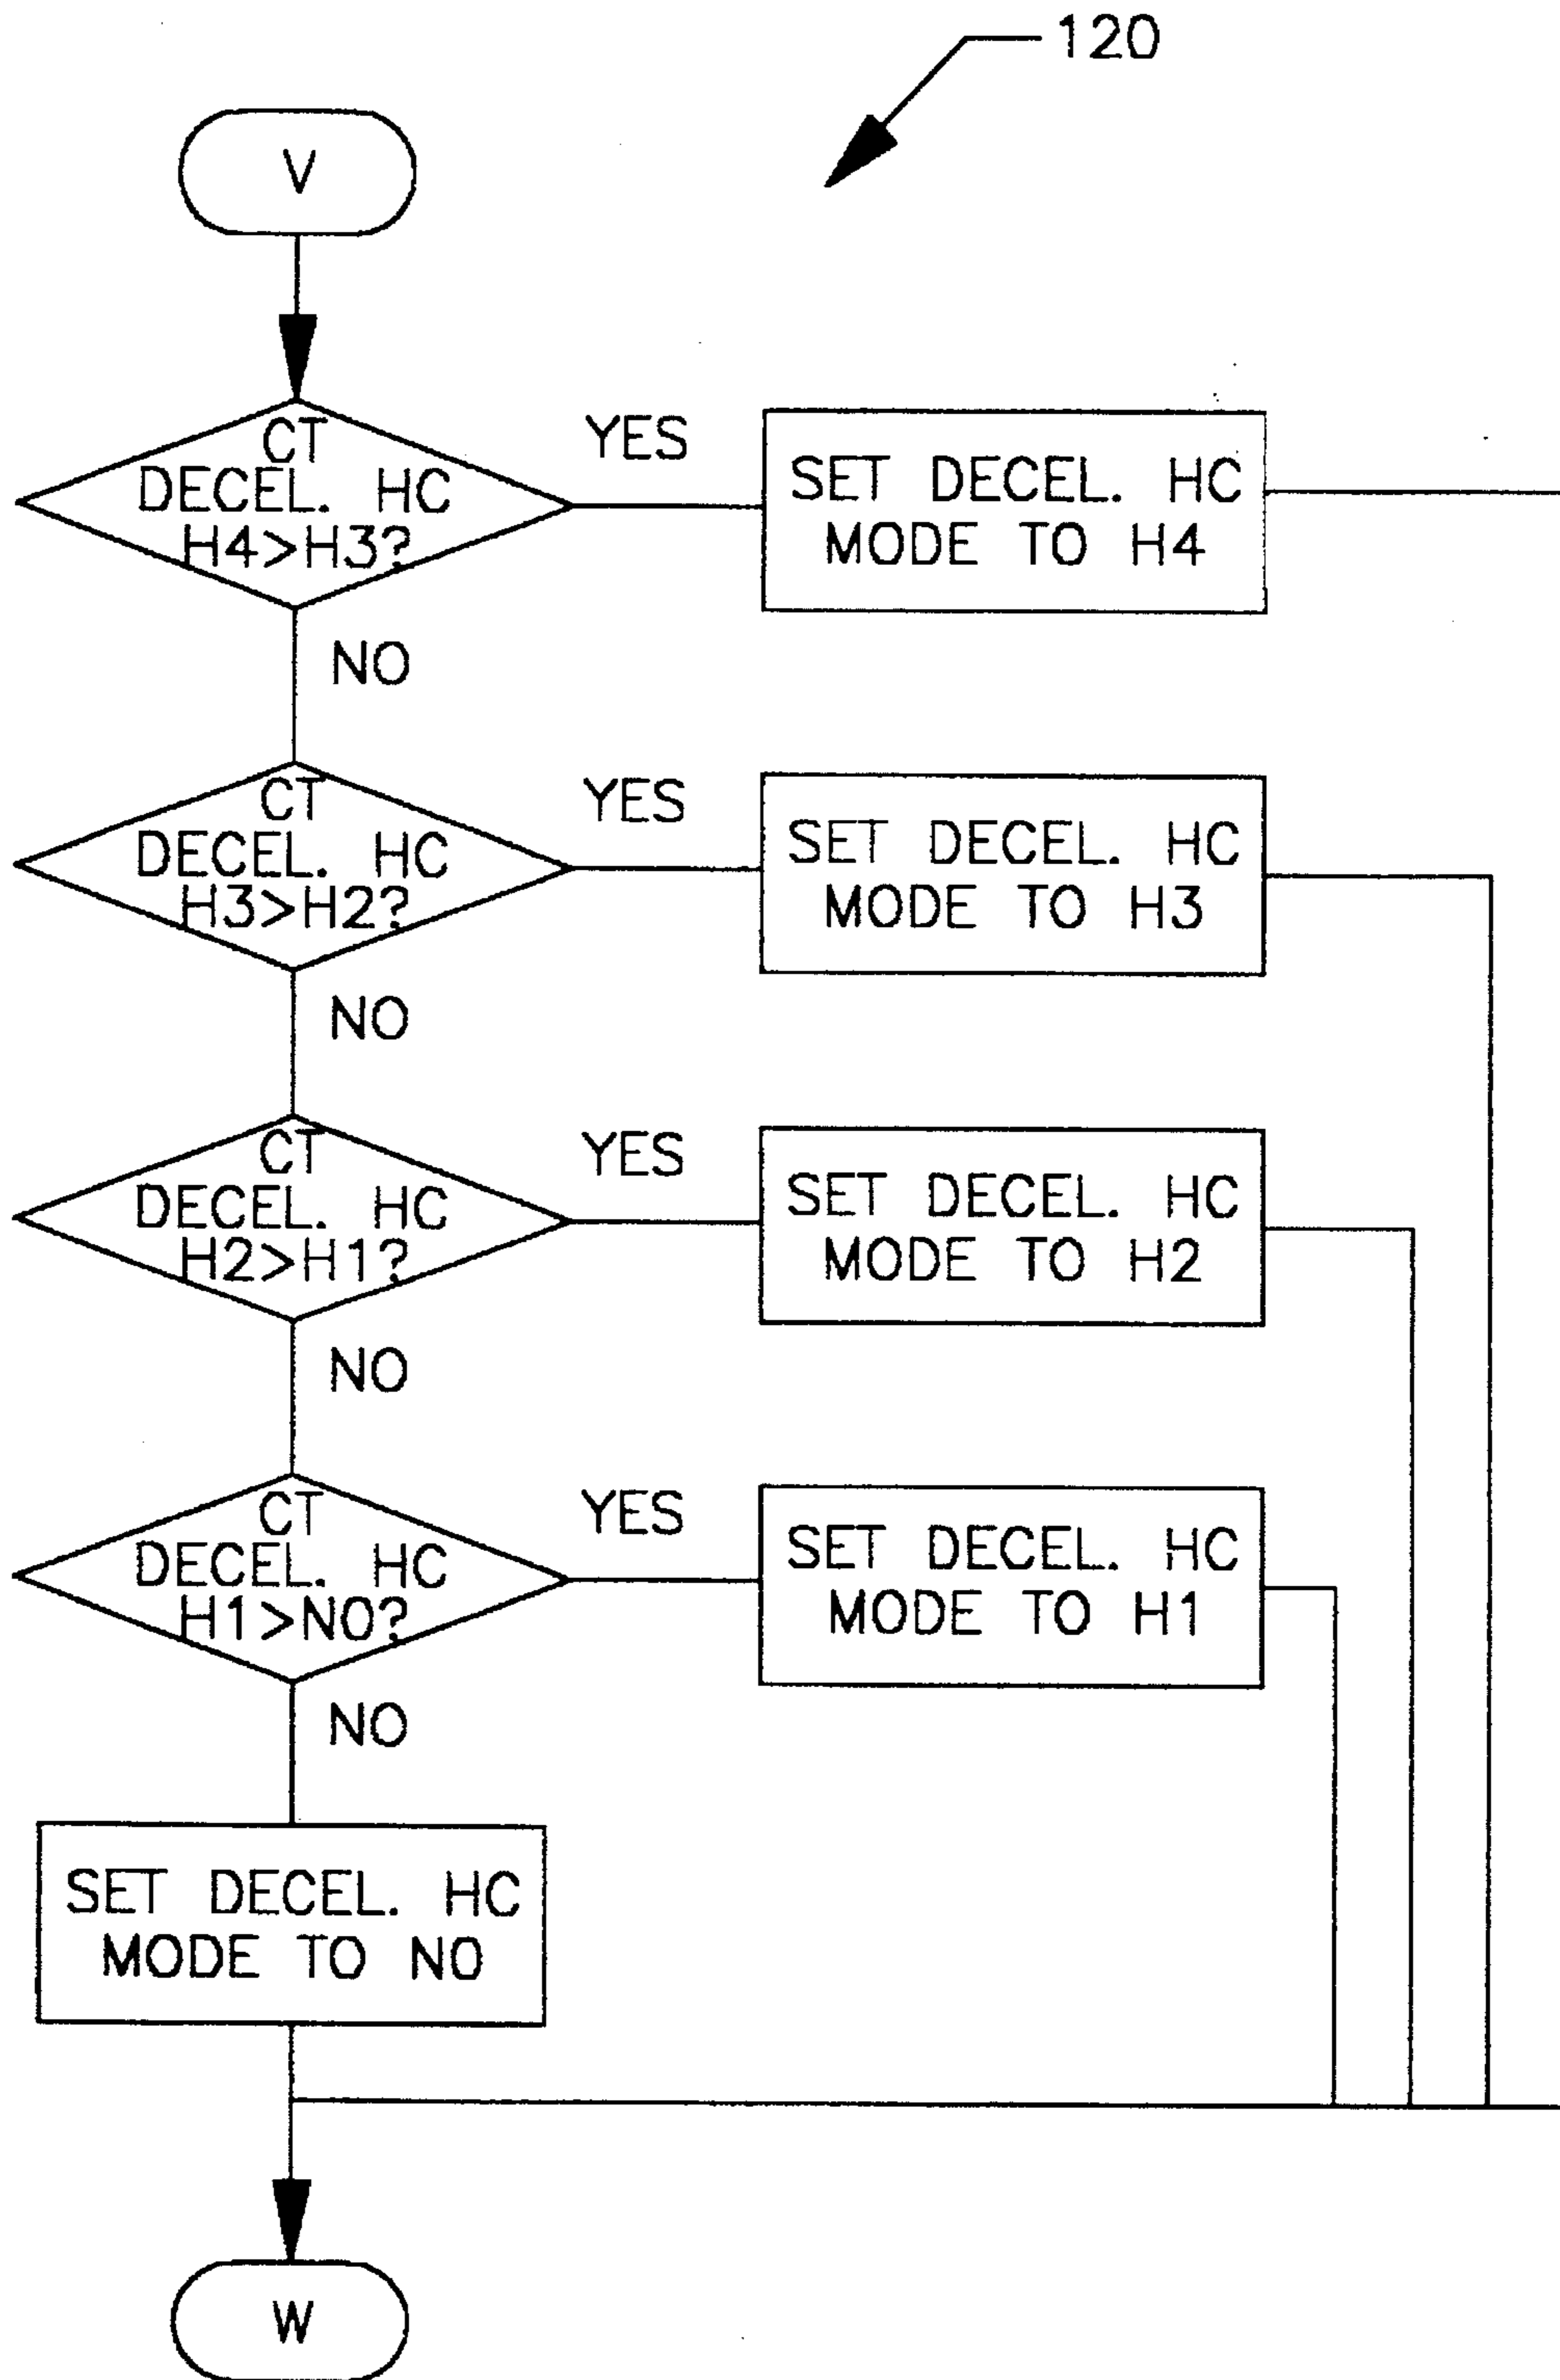 120
V
CT
DECEL. HC
H4>H3?
YES
SET DECEL. HC
MODE TO H4
NO
CT
DECEL. HC
H3>H2?
YES
SET DECEL. HC
MODE TO H3
NO
CT
DECEL. HC
H2>H1?
YES
SET DECEL. HC
MODE TO H2
NO
CT
DECEL. HC
H1>NO?
YES
SET DECEL. HC
MODE TO H1
NO
SET DECEL. HC
MODE TO NO
W